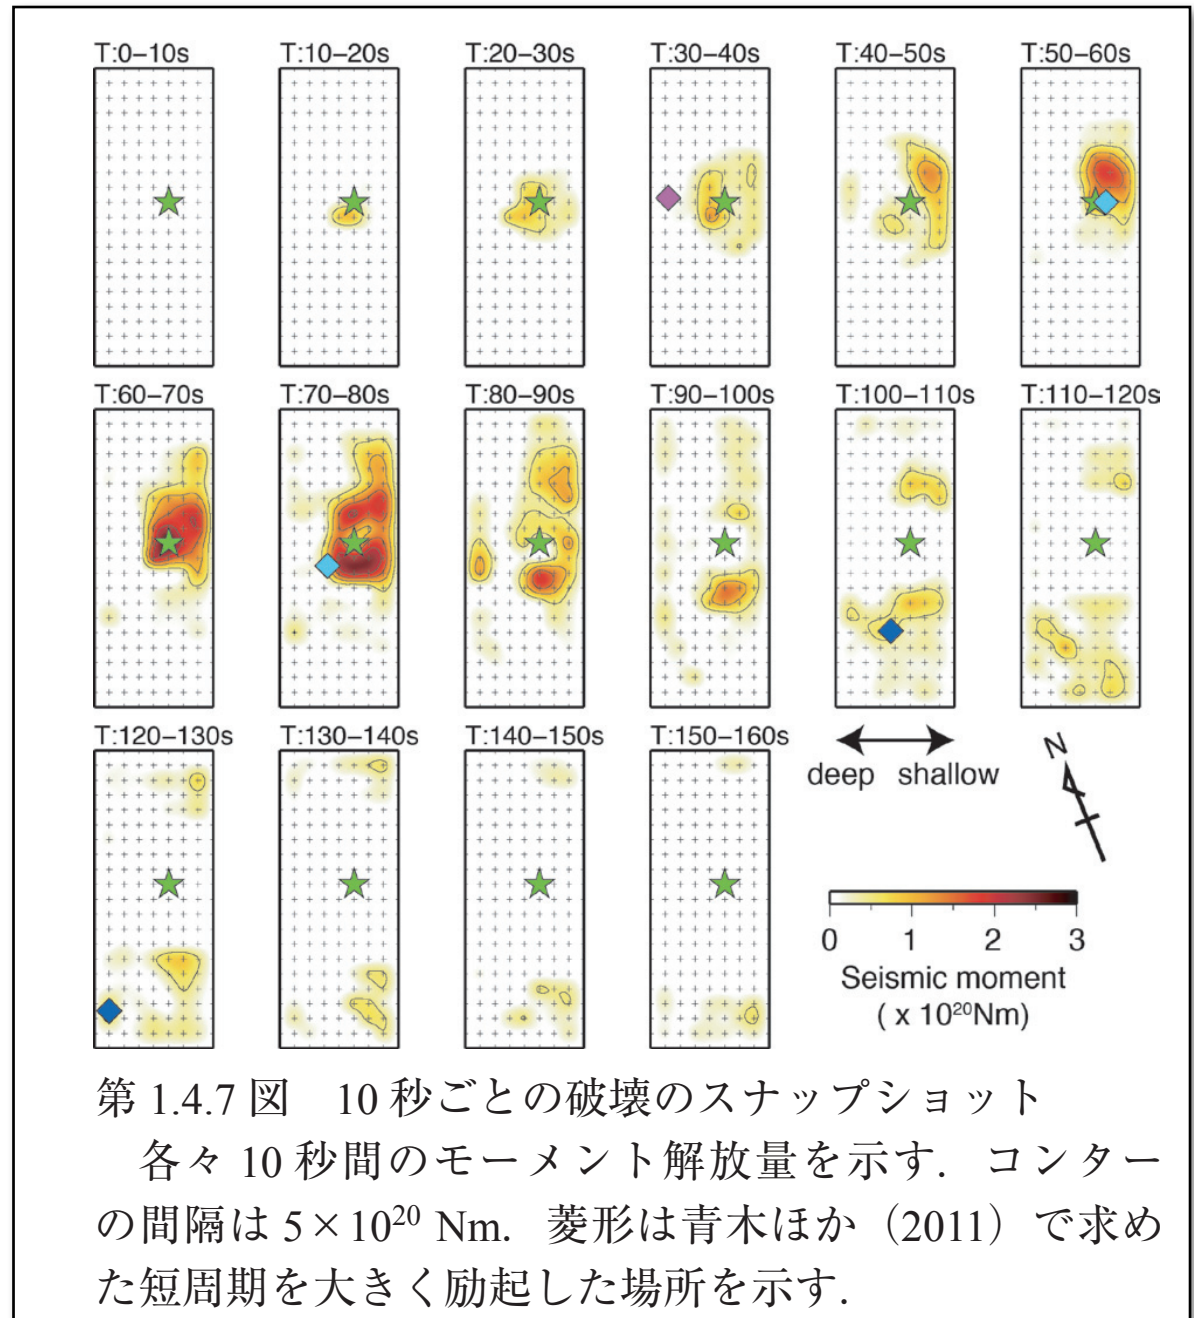 T:0−10s T:10−20s T:20−30s T:30−40s T:40−50s T:50−60s
T:60−70s T:70−80s T:80−90s T:90−100s T:100−110s T:110−120s
T:120−130s T:130−140s T:140−150s T:150−160s
deep shallow
N
0 1 2 3
Seismic moment
( x 10²⁰Nm)
第 1.4.7 図　10 秒ごとの破壊のスナップショット
各々 10 秒間のモーメント解放量を示す．コンター
の間隔は 5×10²⁰ Nm．菱形は青木ほか（2011）で求め
た短周期を大きく励起した場所を示す．